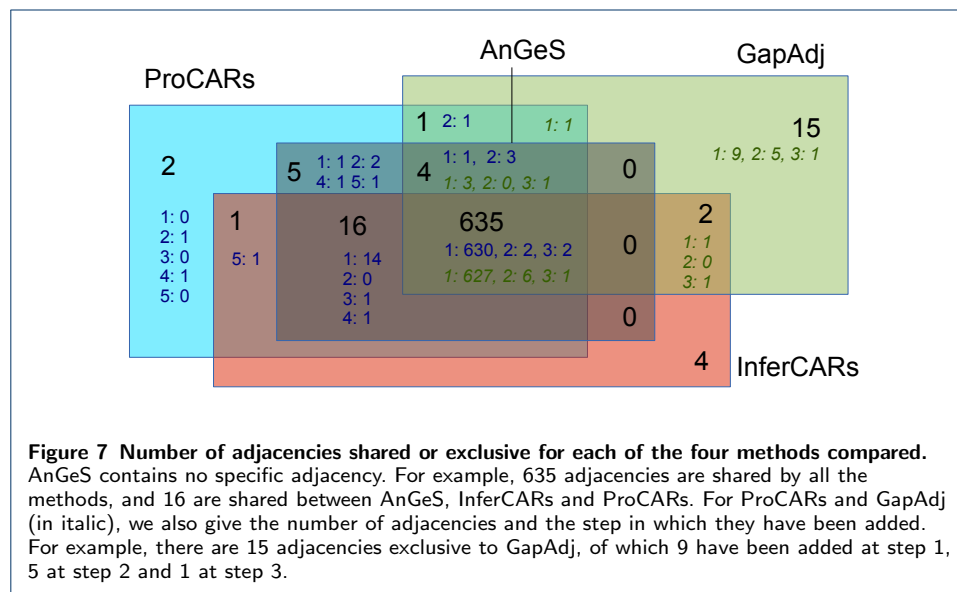 AnGeS
GapAdj
ProCARs
1 2: 1 1: 1
15
1: 9, 2: 5, 3: 1
2
5 1: 1 2: 2
4: 1 5: 1
4 1: 1, 2: 3
1: 3, 2: 0, 3: 1
0
1: 0
2: 1
3: 0
4: 1
5: 0
1
5: 1
16
1: 14
2: 0
3: 1
4: 1
635
1: 630, 2: 2, 3: 2
1: 627, 2: 6, 3: 1
0
2
1: 1
2: 0
3: 1
0
4
InferCARs
Figure 7 Number of adjacencies shared or exclusive for each of the four methods compared.
AnGeS contains no specific adjacency. For example, 635 adjacencies are shared by all the
methods, and 16 are shared between AnGeS, InferCARs and ProCARs. For ProCARs and GapAdj
(in italic), we also give the number of adjacencies and the step in which they have been added.
For example, there are 15 adjacencies exclusive to GapAdj, of which 9 have been added at step 1,
5 at step 2 and 1 at step 3.